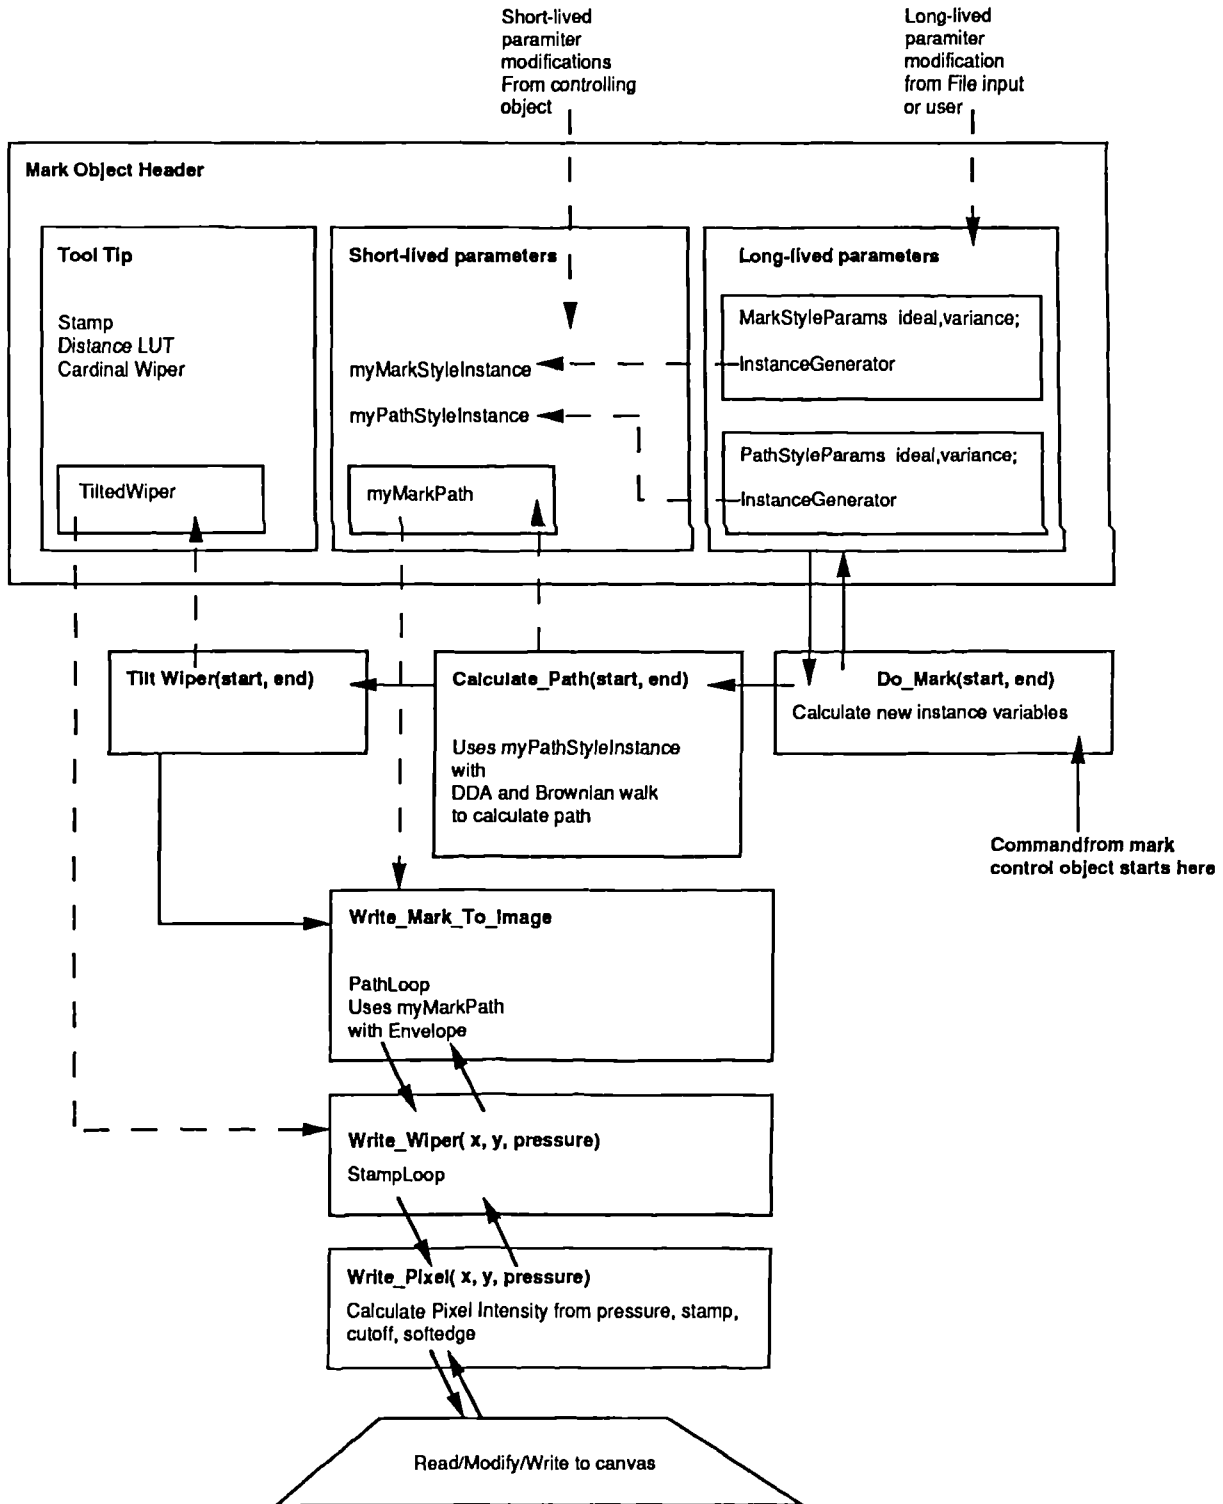 Short-lived
paramiter
modifications
From controlling
object
Long-lived
paramiter
modification
from File input
or user
Mark Object Header
Tool Tip
Stamp
Distance LUT
Cardinal Wiper
TiltedWiper
Short-lived parameters
myMarkStyleInstance
myPathStyleInstance
myMarkPath
Long-lived parameters
MarkStyleParams ideal,variance;
InstanceGenerator
PathStyleParams ideal,variance;
InstanceGenerator
Tilt Wiper(start, end)
Calculate_Path(start, end)
Uses myPathStyleInstance
with
DDA and Brownian walk
to calculate path
Do_Mark(start, end)
Calculate new instance variables
Commandfrom mark
control object starts here
Write_Mark_To_Image
PathLoop
Uses myMarkPath
with Envelope
Write_Wiper( x, y, pressure)
StampLoop
Write_Pixel( x, y, pressure)
Calculate Pixel Intensity from pressure, stamp,
cutoff, softedge
Read/Modify/Write to canvas